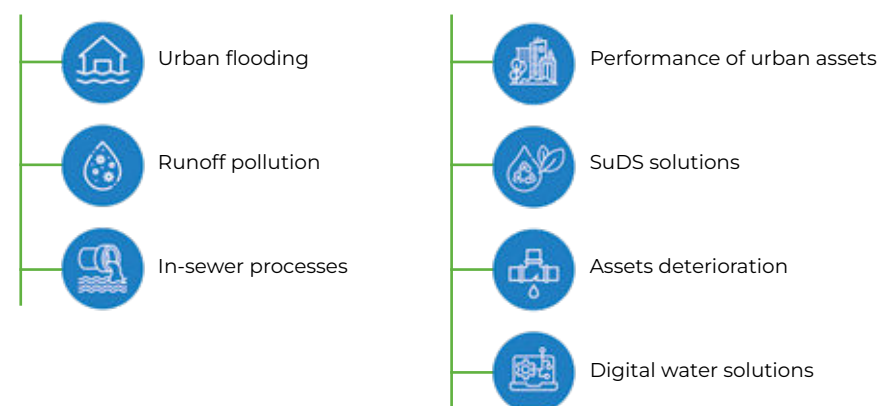 Urban flooding
Runoff pollution
In-sewer processes
Performance of urban assets
SuDS solutions
Assets deterioration
Digital water solutions